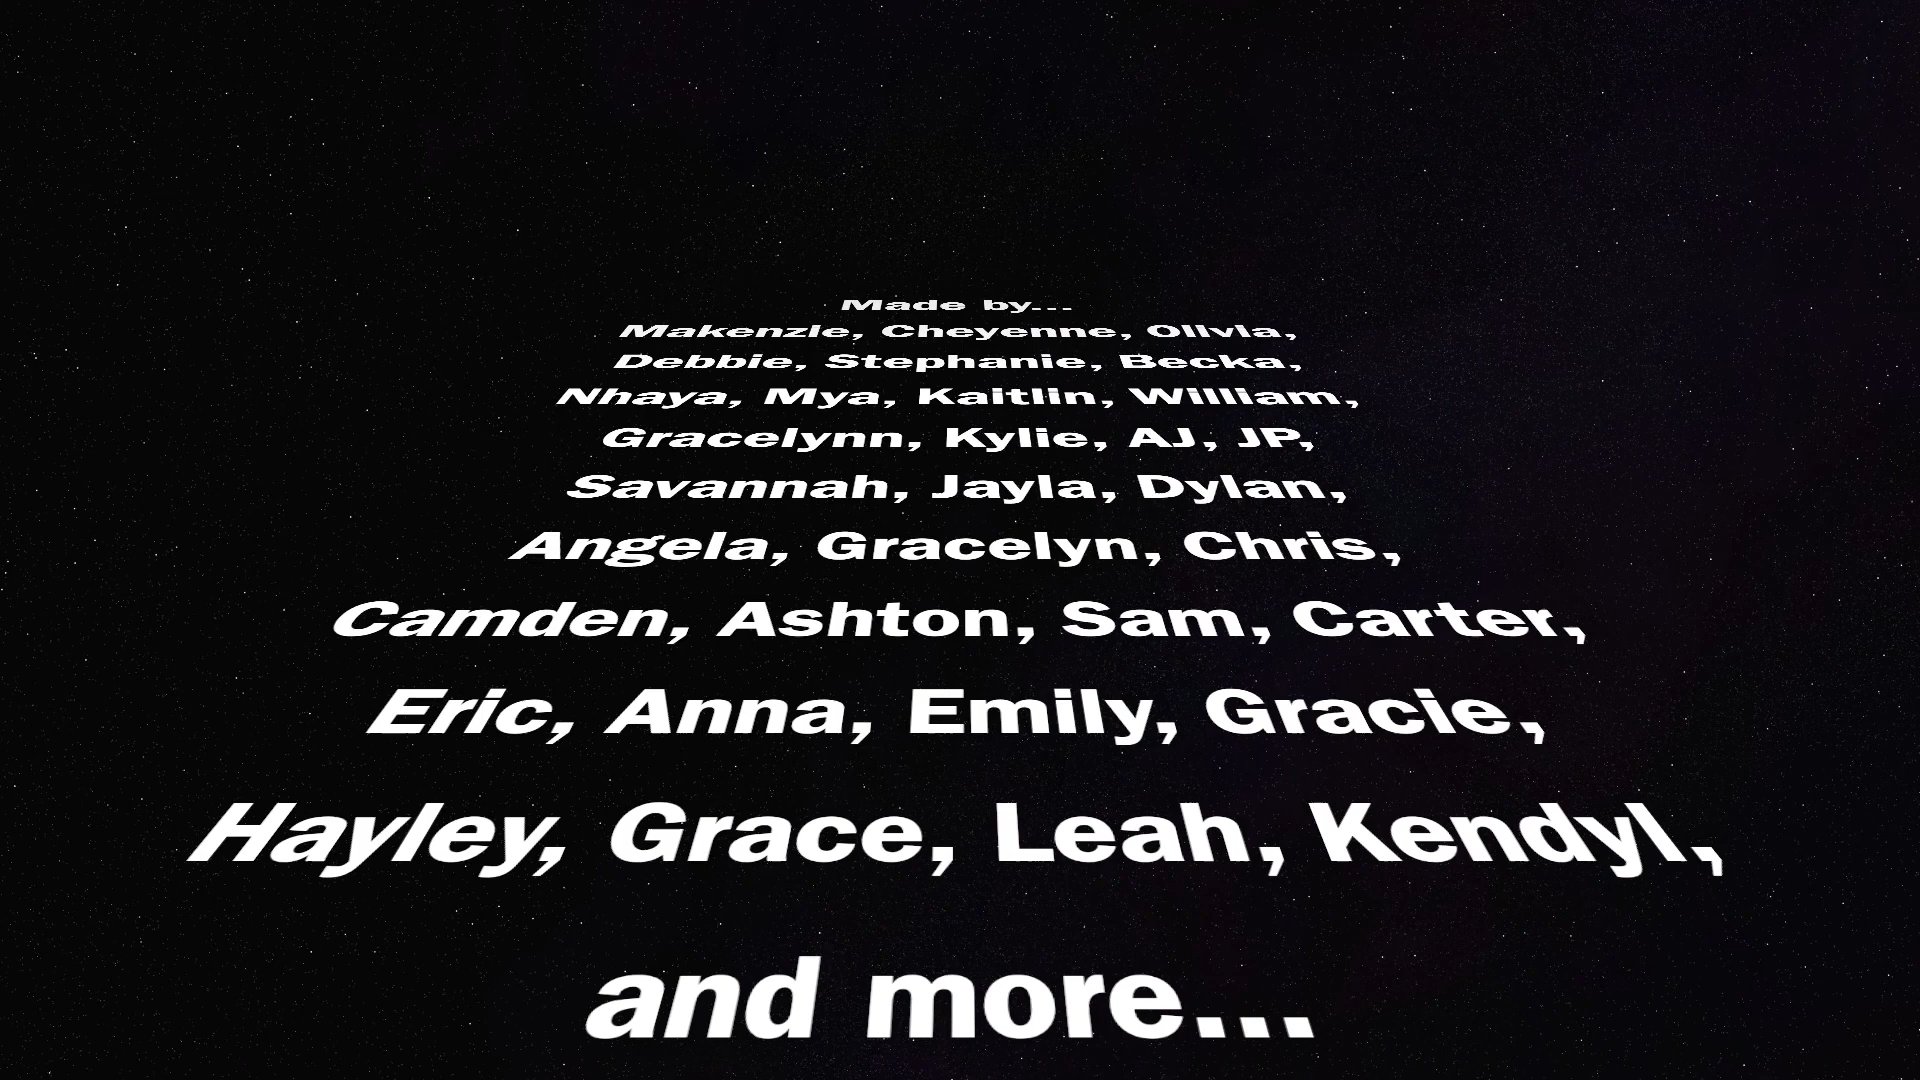 Made by...
Makenzie, Cheyenne, Olivia,
Debbie, Stephanie, Becka,
Nhaya, Mya, Kaitlin, William,
Gracelynn, Kylie, AJ, JP,
Savannah, Jayla, Dylan,
Angela, Gracelyn, Chris,
Camden, Ashton, Sam, Carter,
Eric, Anna, Emily, Gracie,
Hayley, Grace, Leah, Kendyl,
and more...